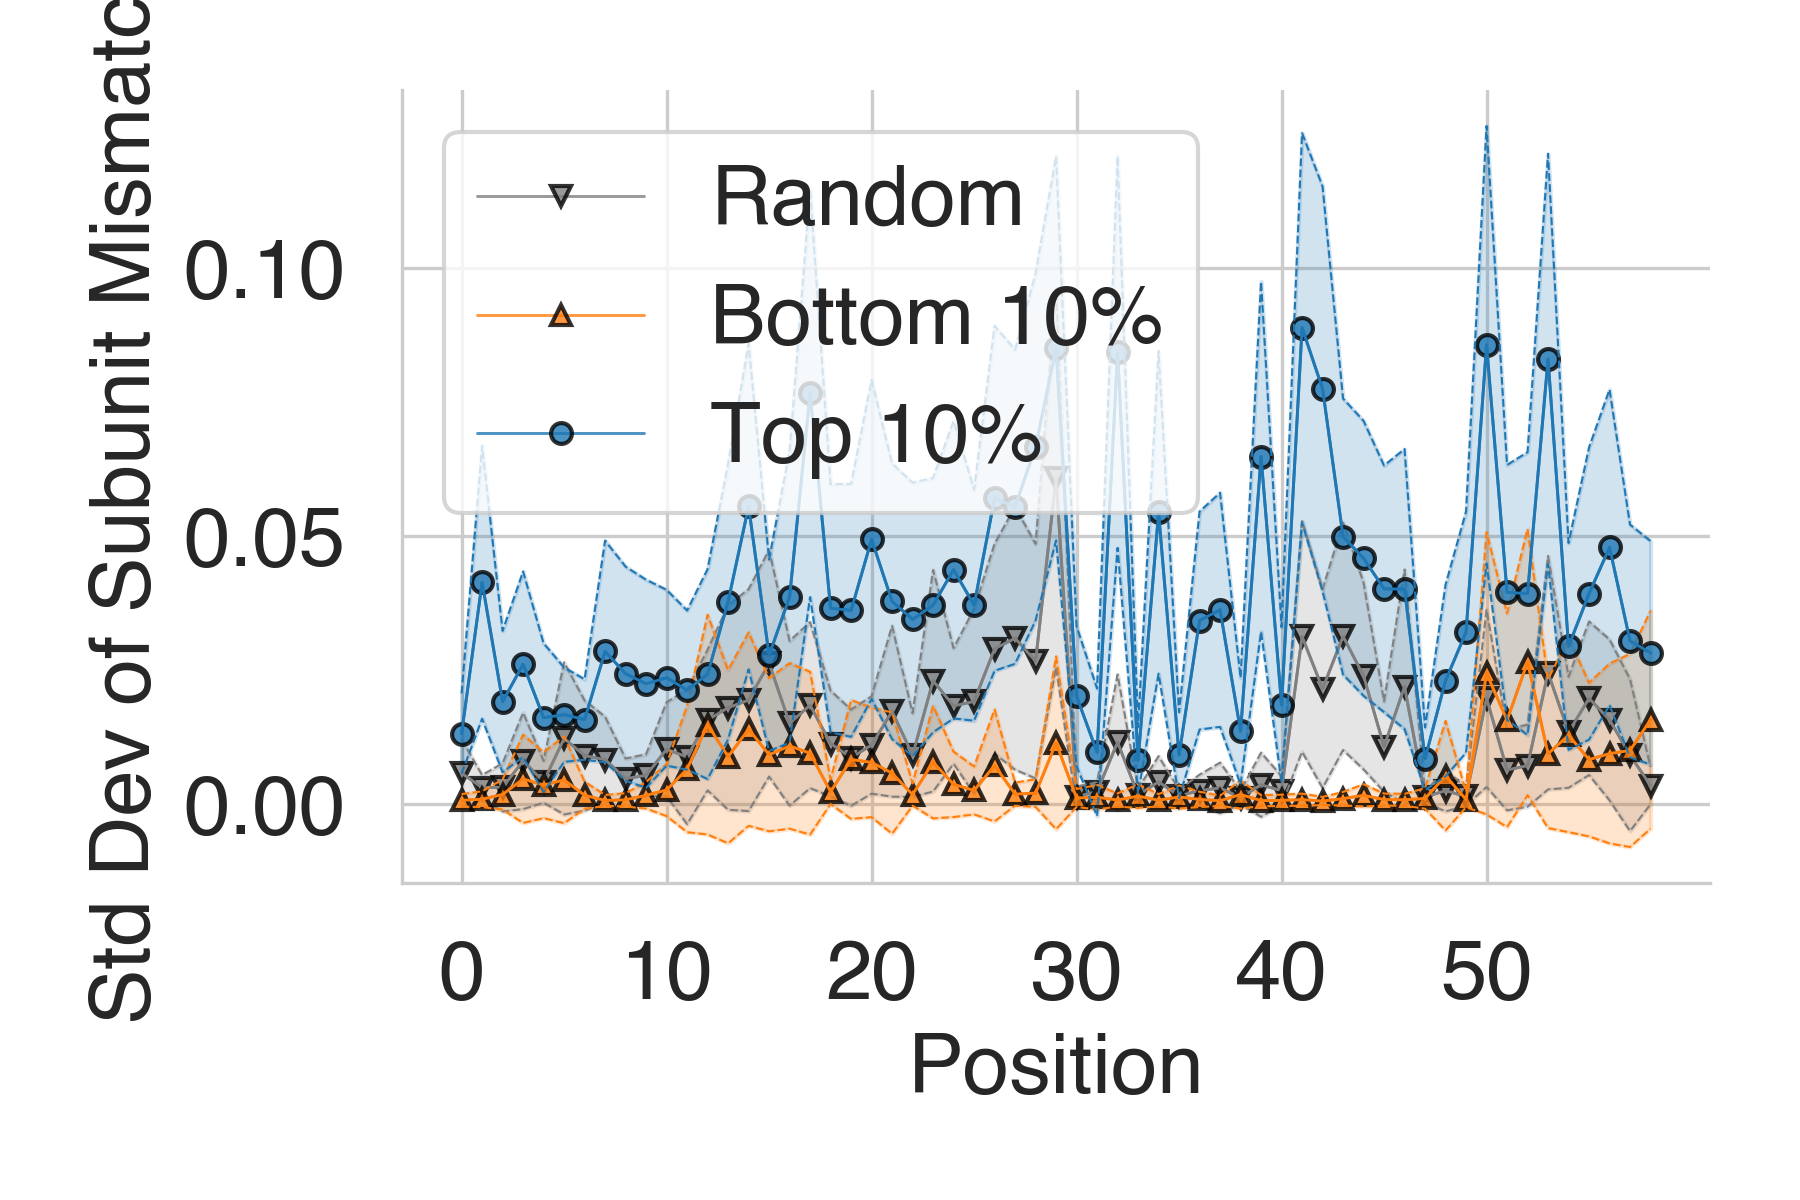 Std Dev of Subunit Mismatc
0.10
0.05
0.00
Random
Bottom 10%
Top 10%
0 10 20 30 40 50
Position